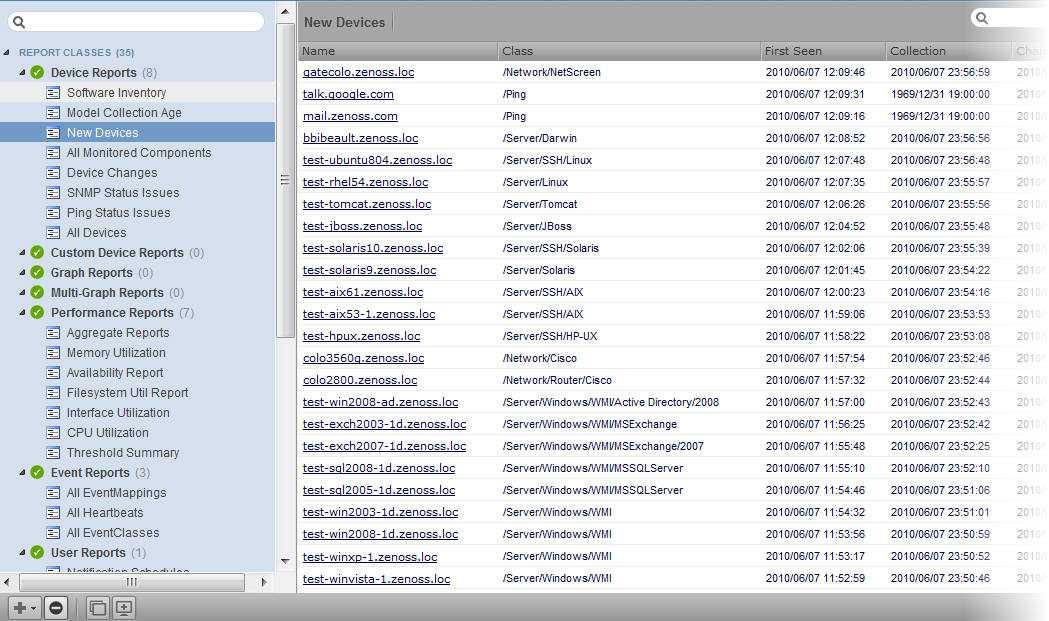 REPORT CLASSES (35)
Device Reports (8)
Software Inventory
Model Collection Age
New Devices
All Monitored Components
Device Changes
SNMP Status Issues
Ping Status Issues
All Devices
Custom Device Reports (0)
Graph Reports (0)
Multi-Graph Reports (0)
Performance Reports (7)
Aggregate Reports
Memory Utilization
Availability Report
Filesystem Util Report
Interface Utilization
CPU Utilization
Threshold Summary
Event Reports (3)
All EventMappings
All Heartbeats
All EventClasses
User Reports (1)
Notification Schedules
New Devices
Name Class First Seen Collection
gatecolo.zenoss.loc /Network/NetScreen 2010/06/07 12:09:46 2010/06/07 23:56:59 2010
talk.google.com /Ping 2010/06/07 12:09:31 1969/12/31 19:00:00 2010
mail.zenoss.com /Ping 2010/06/07 12:09:16 1969/12/31 19:00:00 2010
bbibeault.zenoss.loc /Server/Darwin 2010/06/07 12:08:52 2010/06/07 23:56:56 2010
test-ubuntu804.zenoss.loc /Server/SSH/Linux 2010/06/07 12:07:48 2010/06/07 23:56:48 2010
test-rhel54.zenoss.loc /Server/Linux 2010/06/07 12:07:35 2010/06/07 23:55:57 2010
test-tomcat.zenoss.loc /Server/Tomcat 2010/06/07 12:06:26 2010/06/07 23:55:56 2010
test-jboss.zenoss.loc /Server/JBoss 2010/06/07 12:04:52 2010/06/07 23:55:48 2010
test-solaris10.zenoss.loc /Server/SSH/Solaris 2010/06/07 12:02:06 2010/06/07 23:55:39 2010
test-solaris9.zenoss.loc /Server/Solaris 2010/06/07 12:01:45 2010/06/07 23:54:22 2010
test-aix61.zenoss.loc /Server/SSH/AIX 2010/06/07 12:00:23 2010/06/07 23:54:16 2010
test-aix53-1.zenoss.loc /Server/SSH/AIX 2010/06/07 11:59:06 2010/06/07 23:53:53 2010
test-hpux.zenoss.loc /Server/SSH/HP-UX 2010/06/07 11:58:22 2010/06/07 23:53:08 2010
colo3560g.zenoss.loc /Network/Cisco 2010/06/07 11:57:54 2010/06/07 23:52:46 2010
colo2800.zenoss.loc /Network/Router/Cisco 2010/06/07 11:57:32 2010/06/07 23:52:44 2010
test-win2008-ad.zenoss.loc /Server/Windows/WMI/Active Directory/2008 2010/06/07 11:57:00 2010/06/07 23:52:43 2010
test-exch2003-1d.zenoss.loc /Server/Windows/WMI/MSExchange 2010/06/07 11:56:25 2010/06/07 23:52:42 2010
test-exch2007-1d.zenoss.loc /Server/Windows/WMI/MSExchange/2007 2010/06/07 11:55:48 2010/06/07 23:52:25 2010
test-sql2008-1d.zenoss.loc /Server/Windows/WMI/MSSQLServer 2010/06/07 11:55:10 2010/06/07 23:52:10 2010
test-sql2005-1d.zenoss.loc /Server/Windows/WMI/MSSQLServer 2010/06/07 11:54:46 2010/06/07 23:51:06 2010
test-win2003-1d.zenoss.loc /Server/Windows/WMI 2010/06/07 11:54:32 2010/06/07 23:51:01 2010
test-win2008-1d.zenoss.loc /Server/Windows/WMI 2010/06/07 11:53:56 2010/06/07 23:50:59 2010
test-winxp-1.zenoss.loc /Server/Windows/WMI 2010/06/07 11:53:17 2010/06/07 23:50:52 2010
test-winvista-1.zenoss.loc /Server/Windows/WMI 2010/06/07 11:52:59 2010/06/07 23:50:46 2010